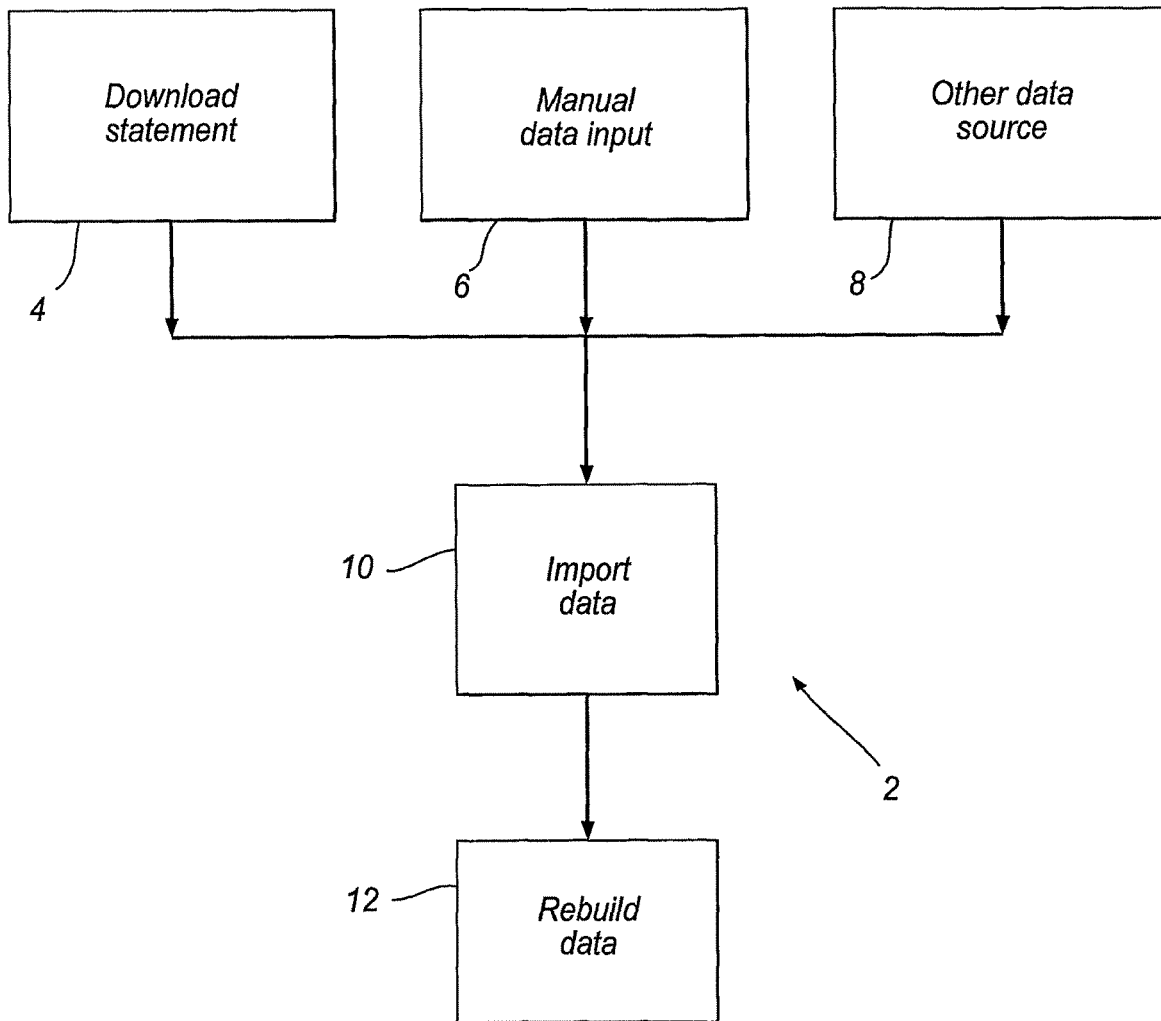 Download
statement
Manual
data input
Other data
source
4
6
8
Import
data
10
2
Rebuild
data
12